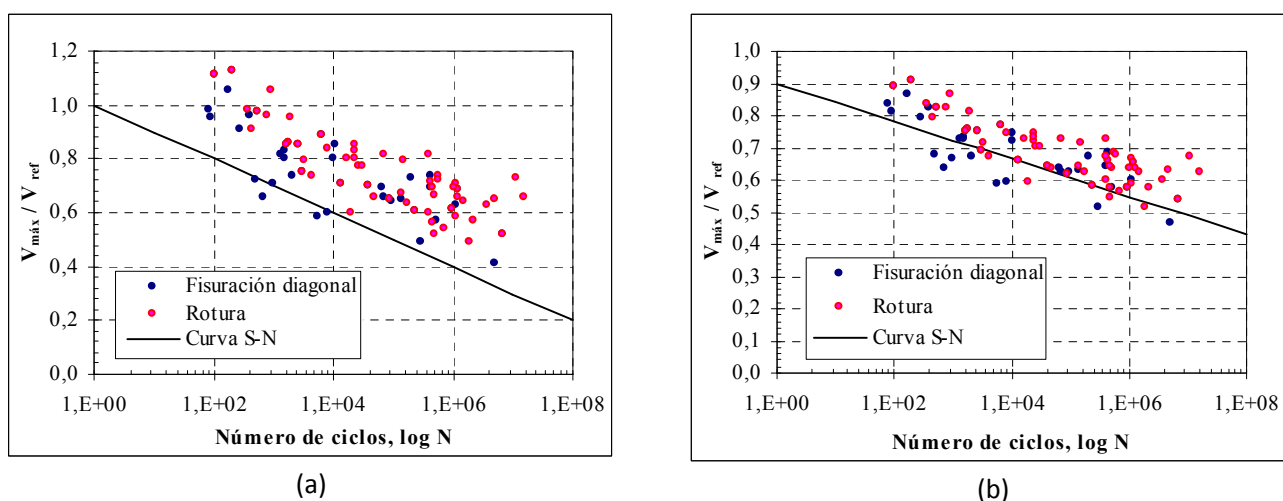 1,2
1,0
0,8
0,6
0,4
0,2
0,0
V máx / V ref
Fisuración diagonal
Rotura
Curva S-N
1,E+00 1,E+02 1,E+04 1,E+06 1,E+08
Número de ciclos, log N
(a)
1,0
0,9
0,8
0,7
0,6
0,5
0,4
0,3
0,2
0,1
0,0
V máx / V ref
Fisuración diagonal
Rotura
Curva S-N
1,E+00 1,E+02 1,E+04 1,E+06 1,E+08
Número de ciclos, log N
(b)